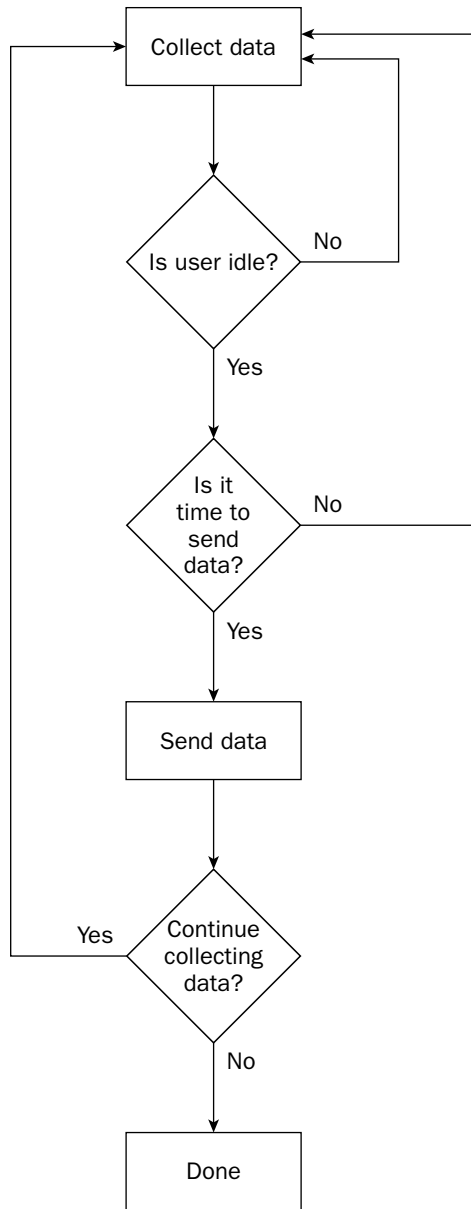 Collect data
Is user idle?
No
Yes
Is it
time to
send
data?
No
Yes
Send data
Continue
collecting
data?
Yes
No
Done